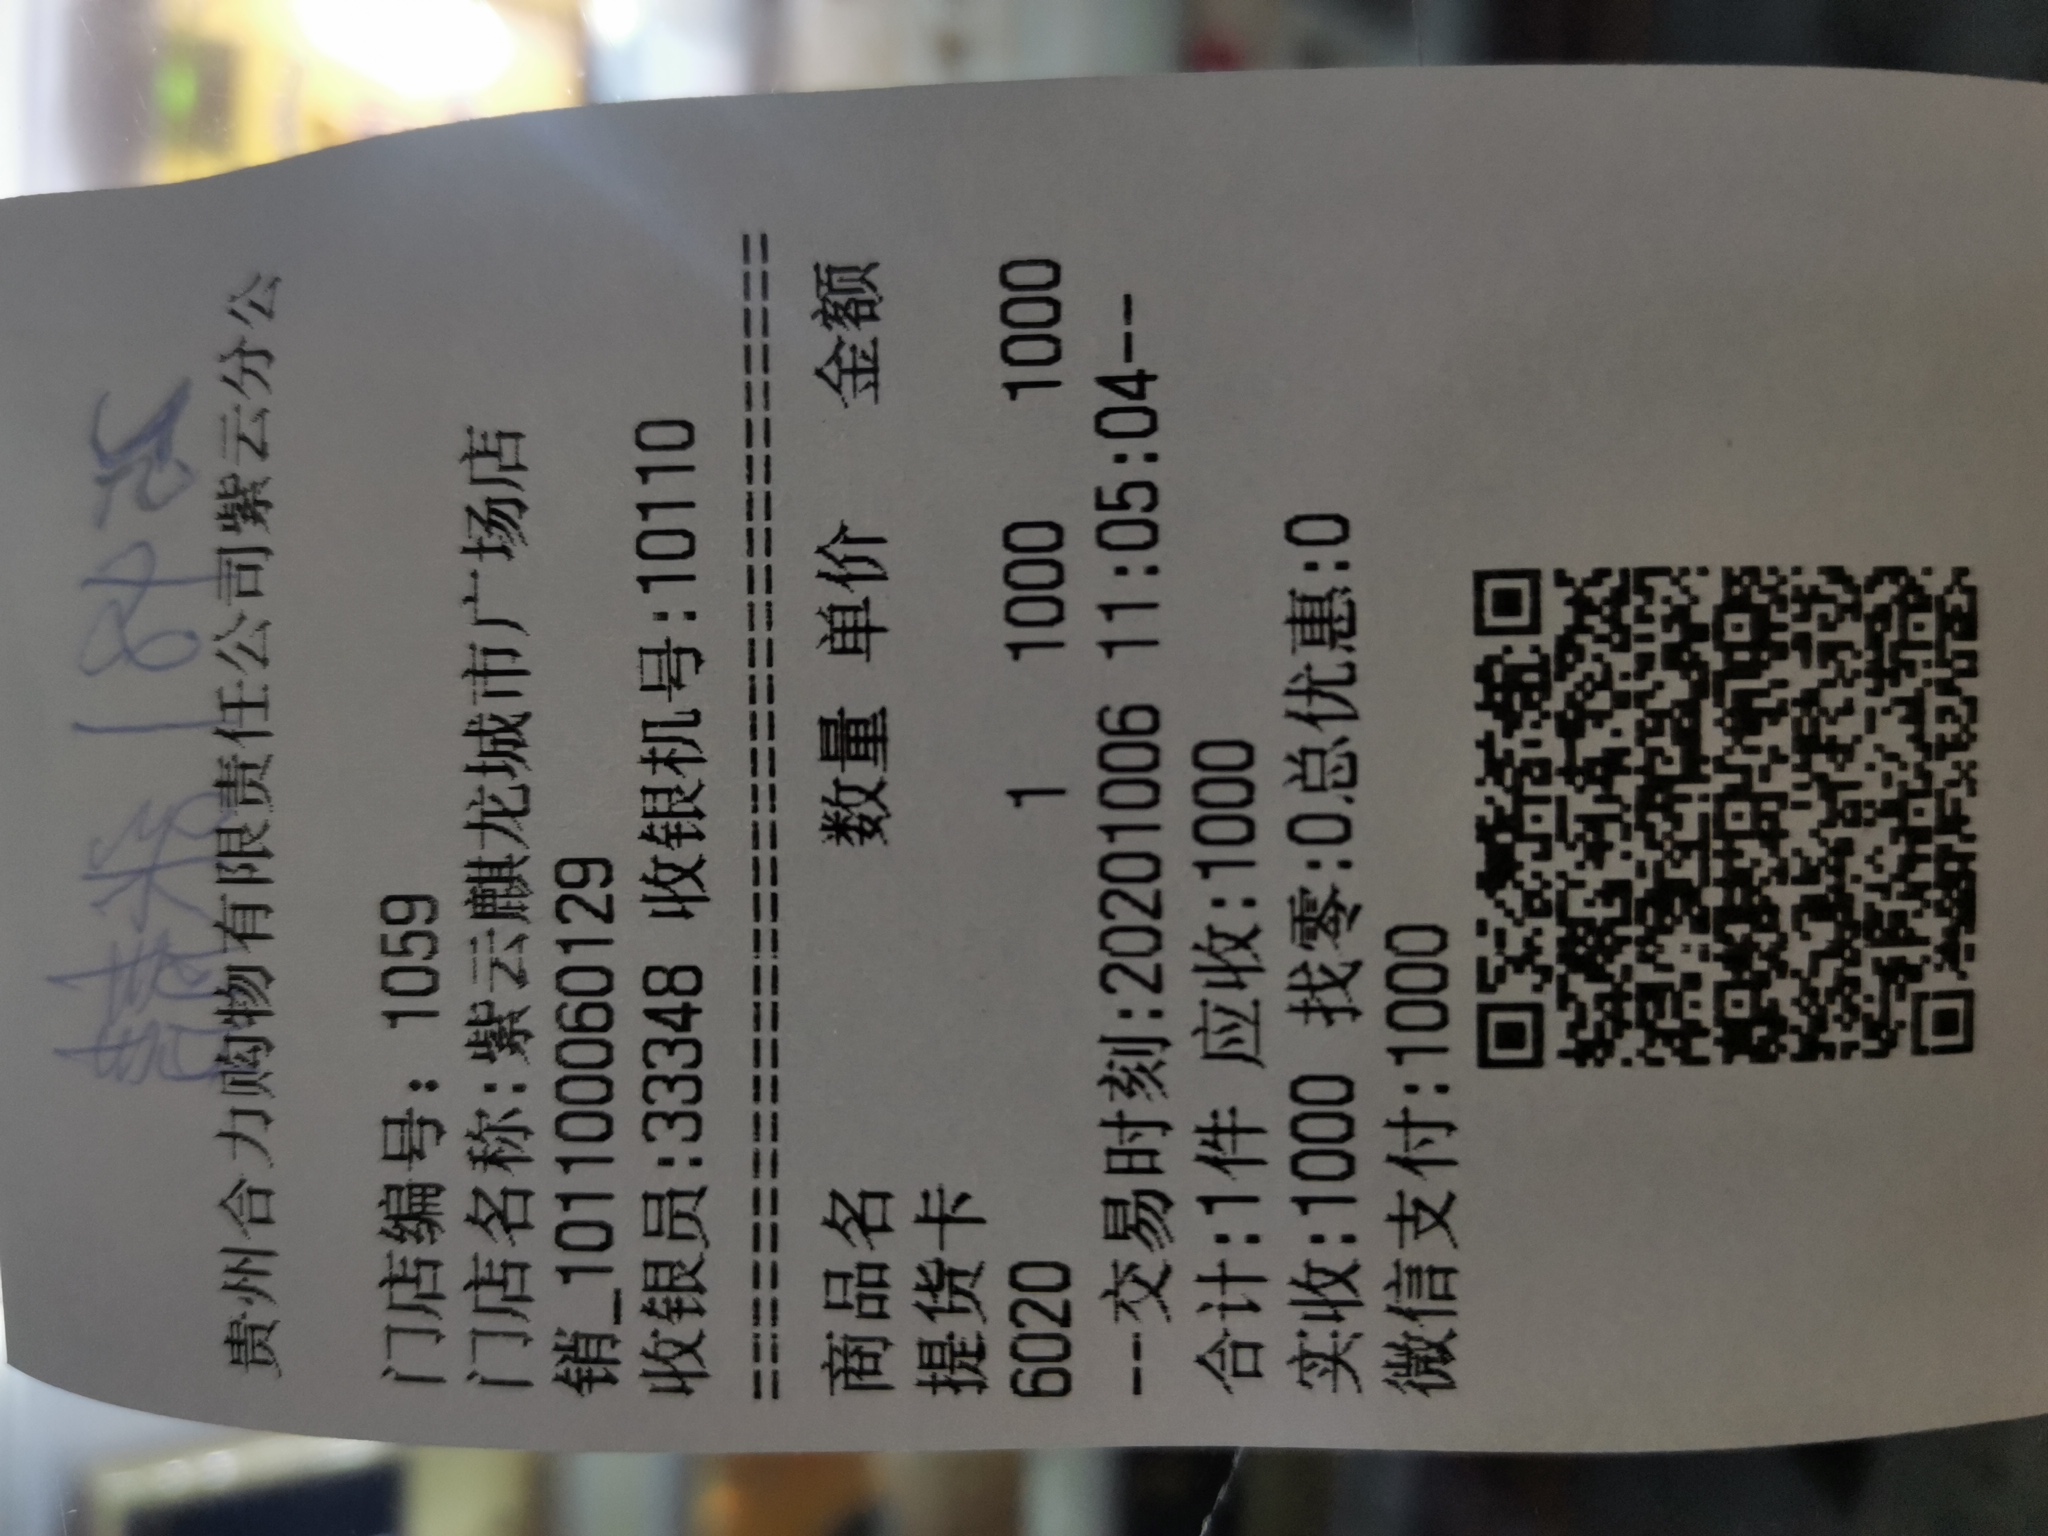 贵州合力购物有限责任公司紫云分公
门店编号: 1059
门店名称:紫云麒龙城市广场店
销_101100060129
收银员:33348 收银机号:10110
==================================
商品名 数量 单价 金额
提货卡
6020 1 1000 1000
---交易时刻:20201006 11:05:04--
合计:1件 应收:1000
实收:1000 找零:0总优惠:0
微信支付:1000